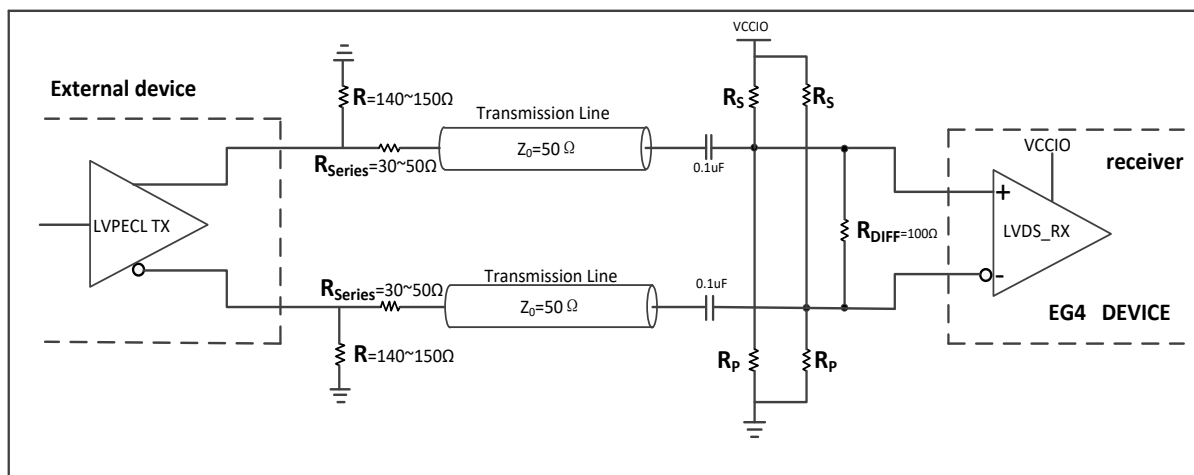 VCCIO
External device
R=140~150Ω
RS
RS
Transmission Line
Z0=50 Ω
RSeries=30~50Ω
0.1uF
VCCIO
receiver
LVPECL TX
+
LVDS_RX
RDIFF=100Ω
-
RSeries=30~50Ω
Transmission Line
Z0=50 Ω
0.1uF
EG4 DEVICE
R=140~150Ω
RP
RP